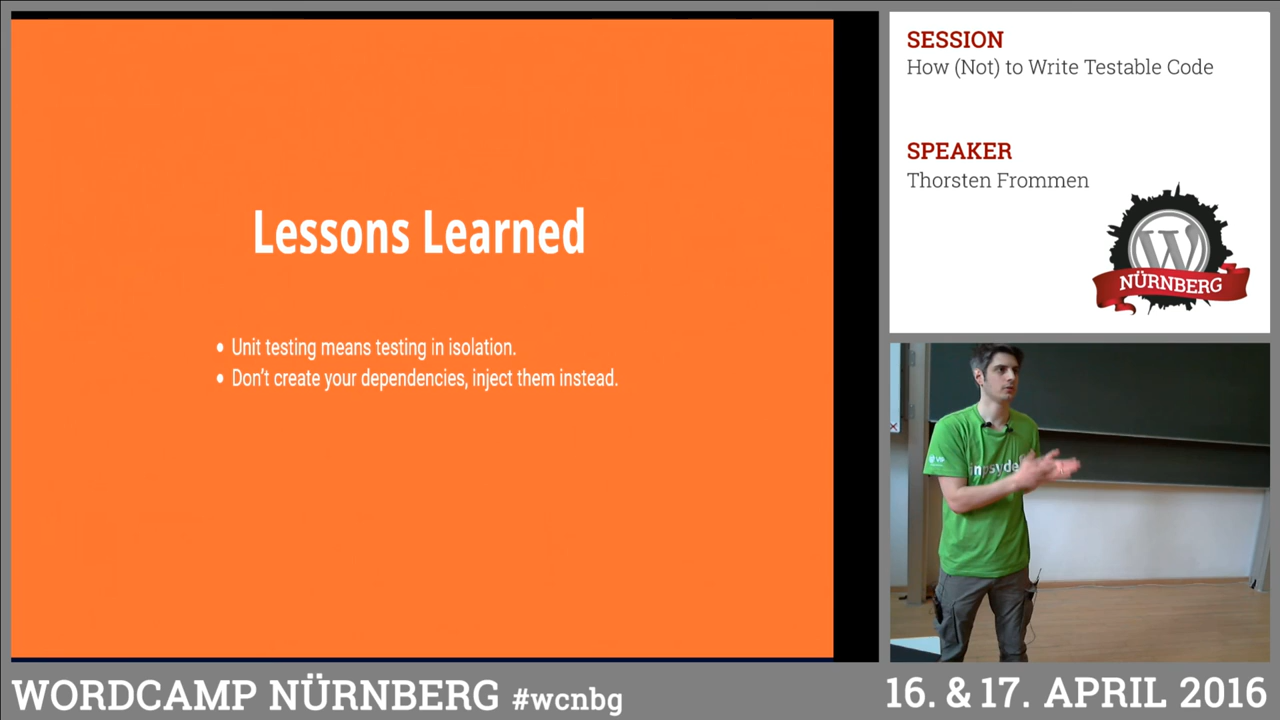 Lessons Learned
• Unit testing means testing in isolation.
• Don't create your dependencies, inject them instead.
SESSION
How (Not) to Write Testable Code
SPEAKER
Thorsten Frommen
W
NÜRNBERG
inpsyde
WORDCAMP NÜRNBERG #wcnbg
16. & 17. APRIL 2016